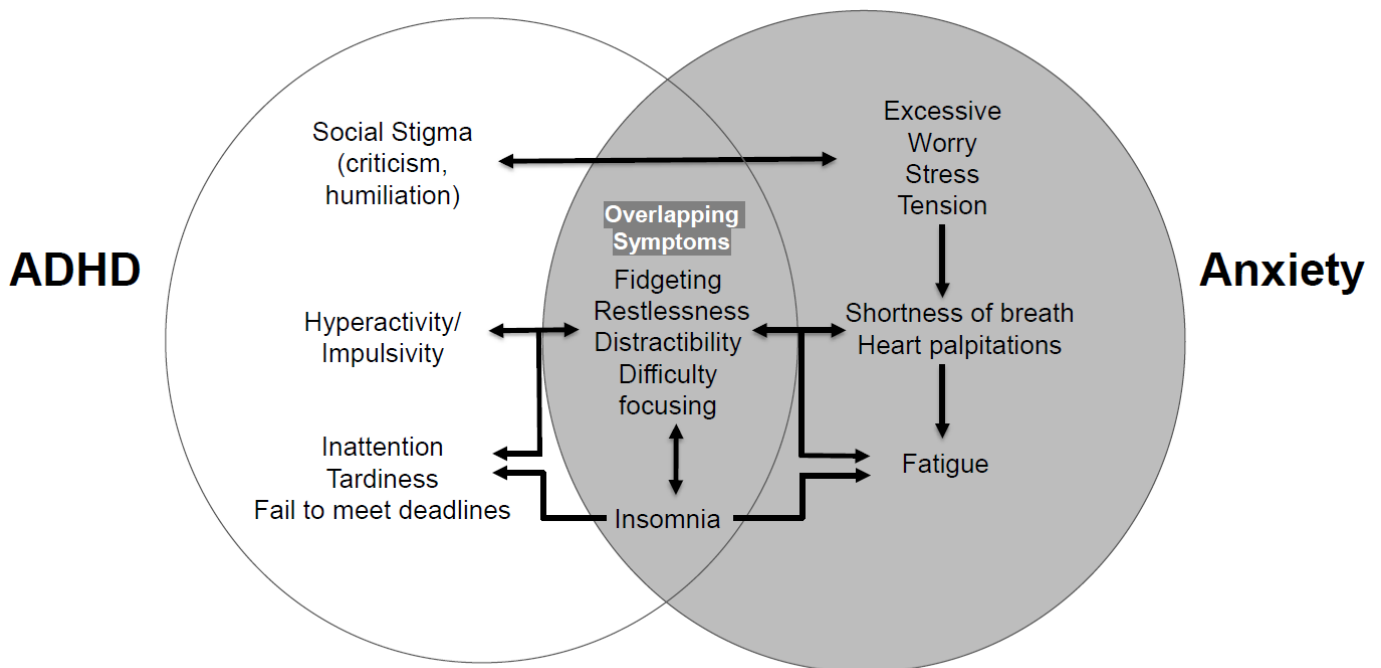 ADHD
Social Stigma
(criticism,
humiliation)
Hyperactivity/
Impulsivity
Inattention
Tardiness
Fail to meet deadlines
Overlapping
Symptoms
Fidgeting
Restlessness
Distractibility
Difficulty
focusing
Insomnia
Excessive
Worry
Stress
Tension
Shortness of breath
Heart palpitations
Fatigue
Anxiety